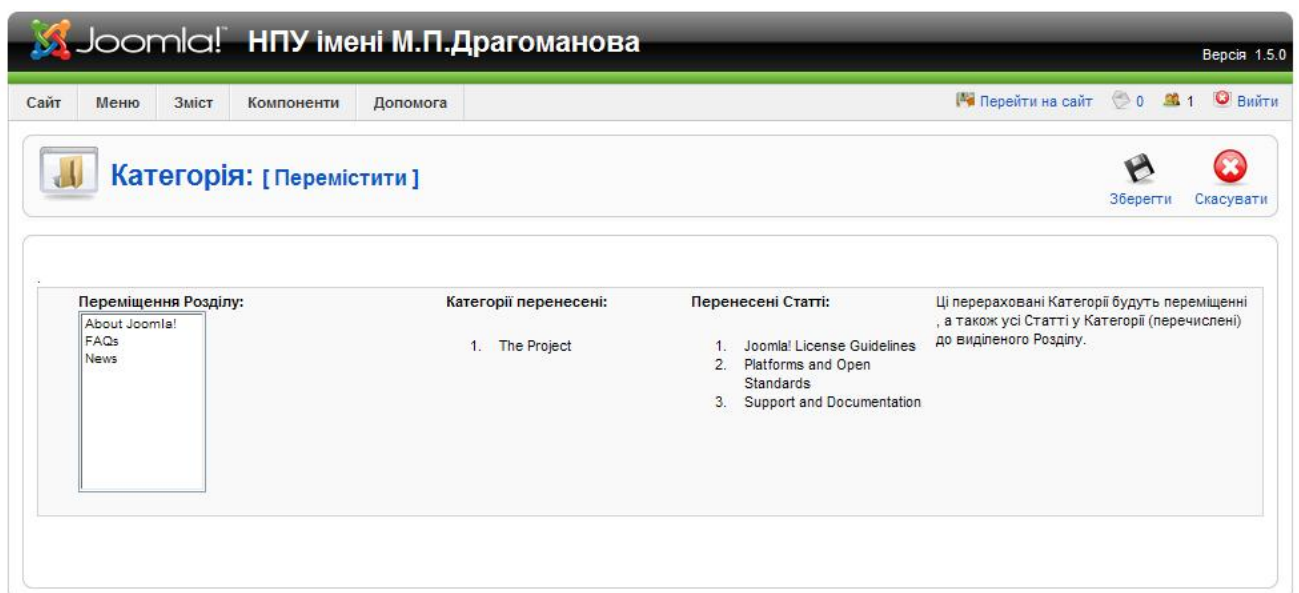 Joomla! НПУ імені М.П.Драгоманова
Версія 1.5.0
Сайт Меню Зміст Компоненти Допомога Перейти на сайт 0 1 Вийти
Категорія: [ Перемістити ]
Зберегти Скасувати
.
Переміщення Розділу:
About Joomla!
FAQs
News
Категорії перенесені:
1. The Project
Перенесені Статті:
1. Joomla! License Guidelines
2. Platforms and Open
Standards
3. Support and Documentation
Ці перераховані Категорії будуть переміщенні
, а також усі Статті у Категорії (перечислені)
до виділеного Розділу.